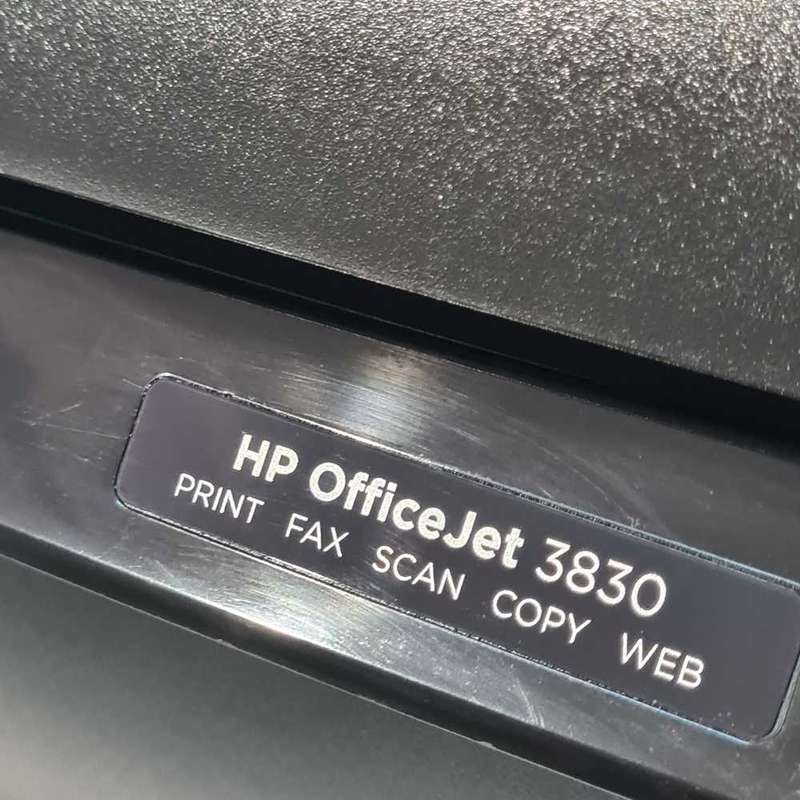 HP OfficeJet 3830
PRINT FAX SCAN COPY WEB